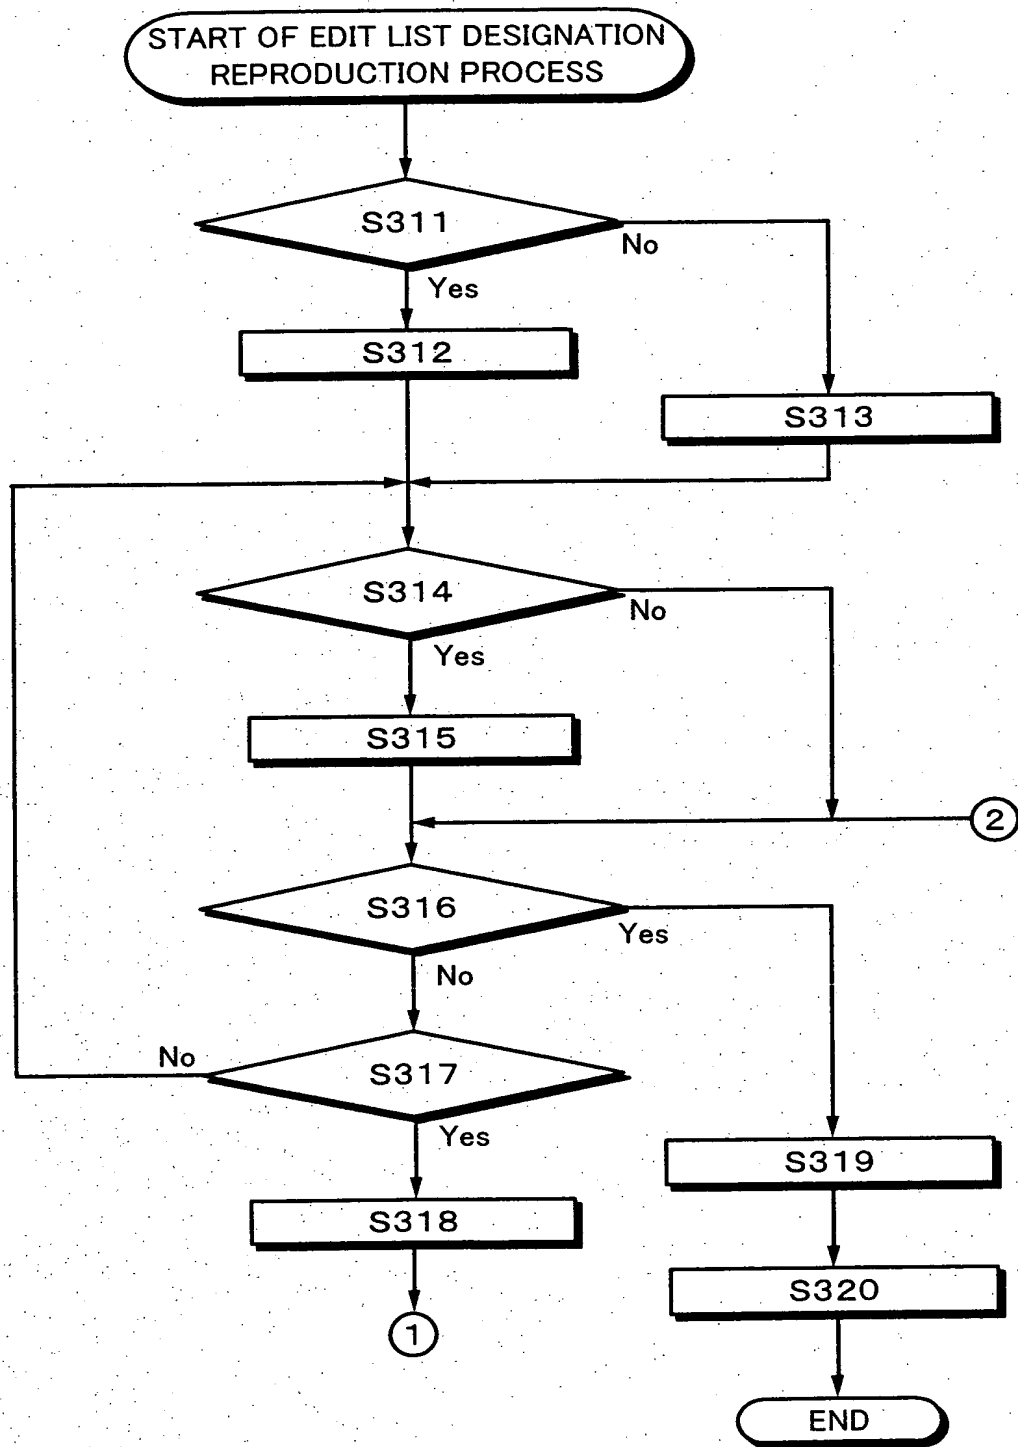 START OF EDIT LIST DESIGNATION
REPRODUCTION PROCESS
S311
No
Yes
S312
S313
S314
No
Yes
S315
2
S316
Yes
No
No
S317
Yes
S319
S318
S320
1
END